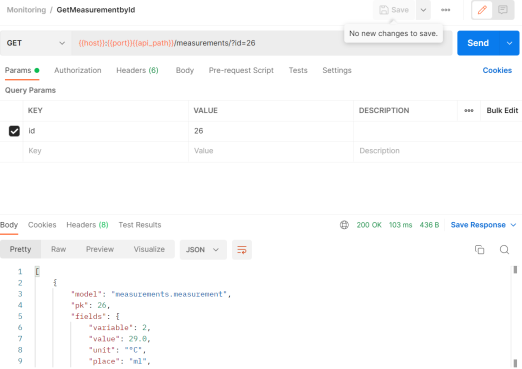 Monitoring / GetMeasurementbyId
Save
No new changes to save.
GET
{{host}}:{{port}}{{api_path}}/measurements/?id=26
Send
Params
Authorization
Headers (6)
Body
Pre-request Script
Tests
Settings
Cookies
Query Params
KEY
VALUE
DESCRIPTION
Bulk Edit
id
26
Key
Value
Description
Body
Cookies
Headers (8)
Test Results
200 OK
103 ms
436 B
Save Response
Pretty
Raw
Preview
Visualize
JSON
1 [
2 {
3 "model": "measurements.measurement",
4 "pk": 26,
5 "fields": {
6 "variable": 2,
7 "value": 29.0,
8 "unit": "°C",
9 "place": "ml",